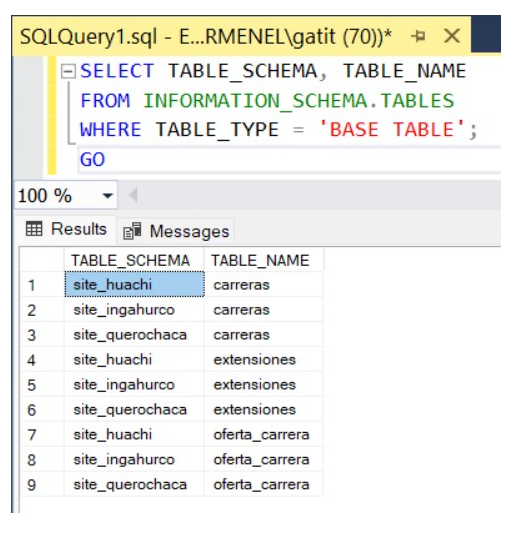 SQLQuery1.sql - E...RMENEL\gatit (70))*
SELECT TABLE_SCHEMA, TABLE_NAME
FROM INFORMATION_SCHEMA.TABLES
WHERE TABLE_TYPE = 'BASE TABLE';
GO
100 %
Results Messages
TABLE_SCHEMA TABLE_NAME
1 site_huachi carreras
2 site_ingahurco carreras
3 site_querochaca carreras
4 site_huachi extensiones
5 site_ingahurco extensiones
6 site_querochaca extensiones
7 site_huachi oferta_carrera
8 site_ingahurco oferta_carrera
9 site_querochaca oferta_carrera